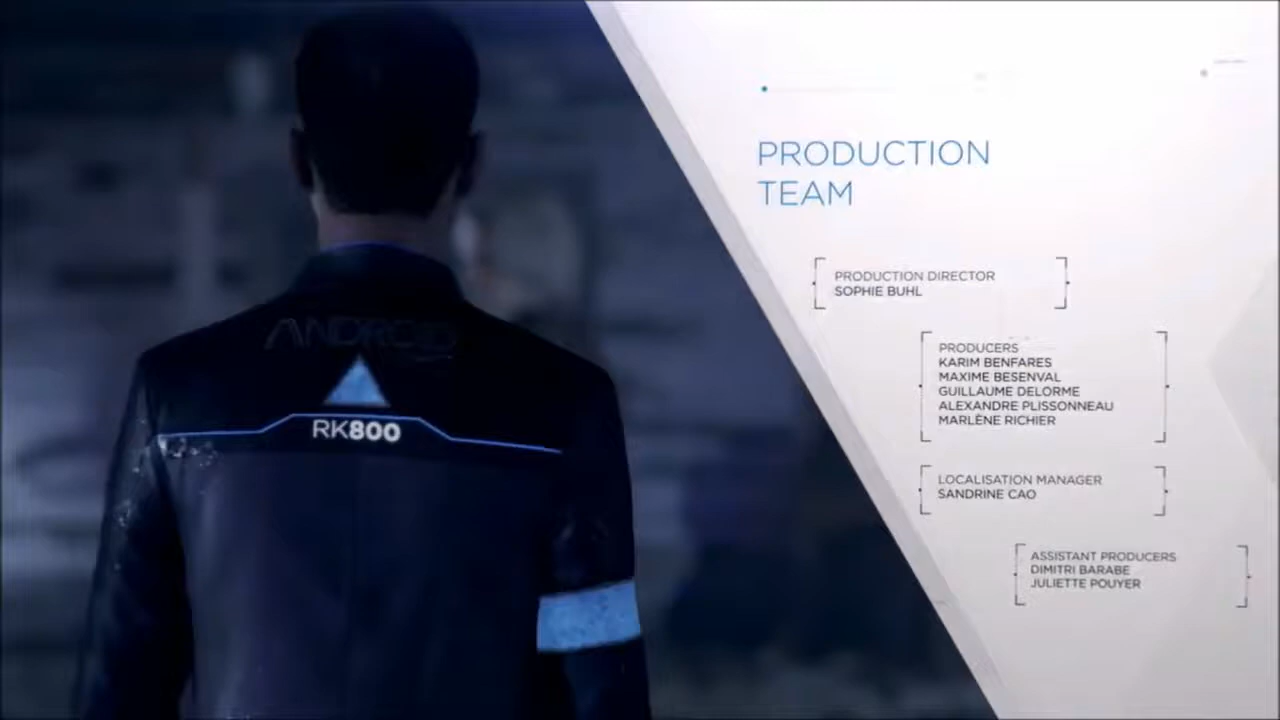 ANDROID
RK800
PRODUCTION
TEAM
PRODUCTION DIRECTOR
SOPHIE BUHL
PRODUCERS
KARIM BENFARES
MAXIME BESENVAL
GUILLAUME DELORME
ALEXANDRE PLISSONNEAU
MARLÈNE RICHIER
LOCALISATION MANAGER
SANDRINE CAO
ASSISTANT PRODUCERS
DIMITRI BARABE
JULIETTE POUYER